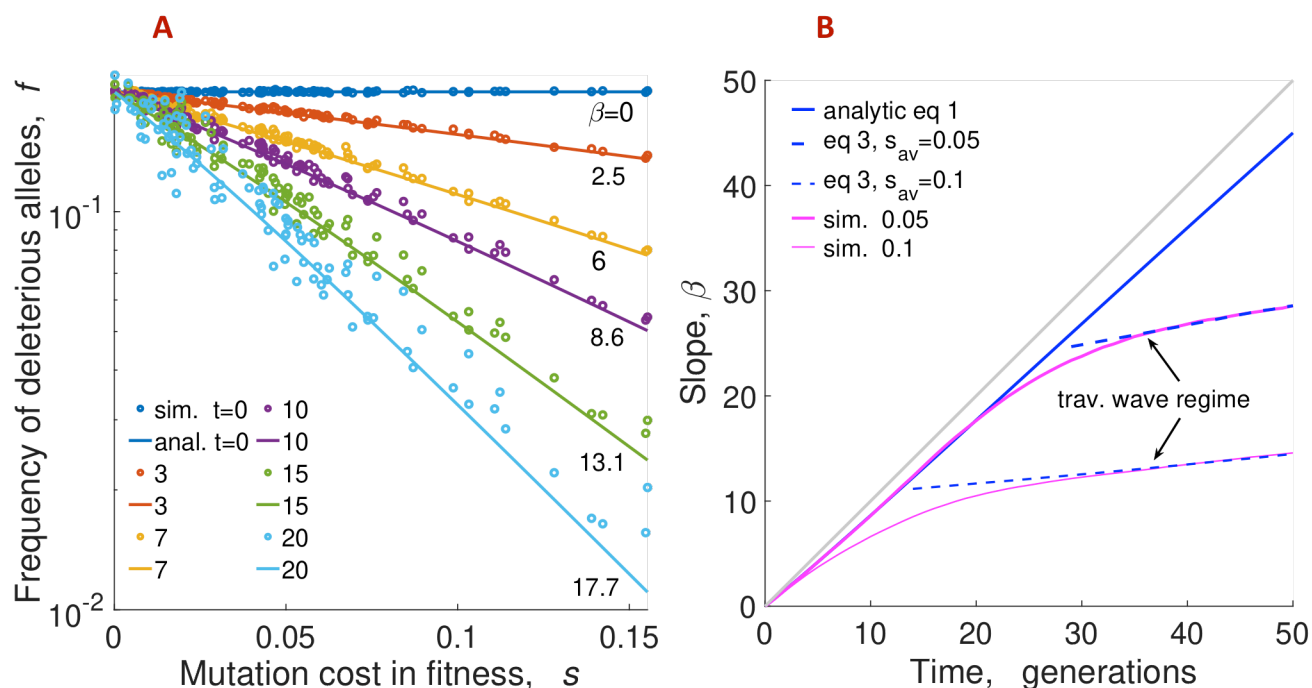 A
Frequency of deleterious alleles, f
10^-1
10^-2
β=0
2.5
6
8.6
13.1
17.7
sim. t=0
anal. t=0
3
3
7
7
10
10
15
15
20
20
0
0.05
0.1
0.15
Mutation cost in fitness, s
B
Slope, β
50
40
30
20
10
0
analytic eq 1
eq 3, s_av=0.05
eq 3, s_av=0.1
sim. 0.05
sim. 0.1
trav. wave regime
0
10
20
30
40
50
Time, generations